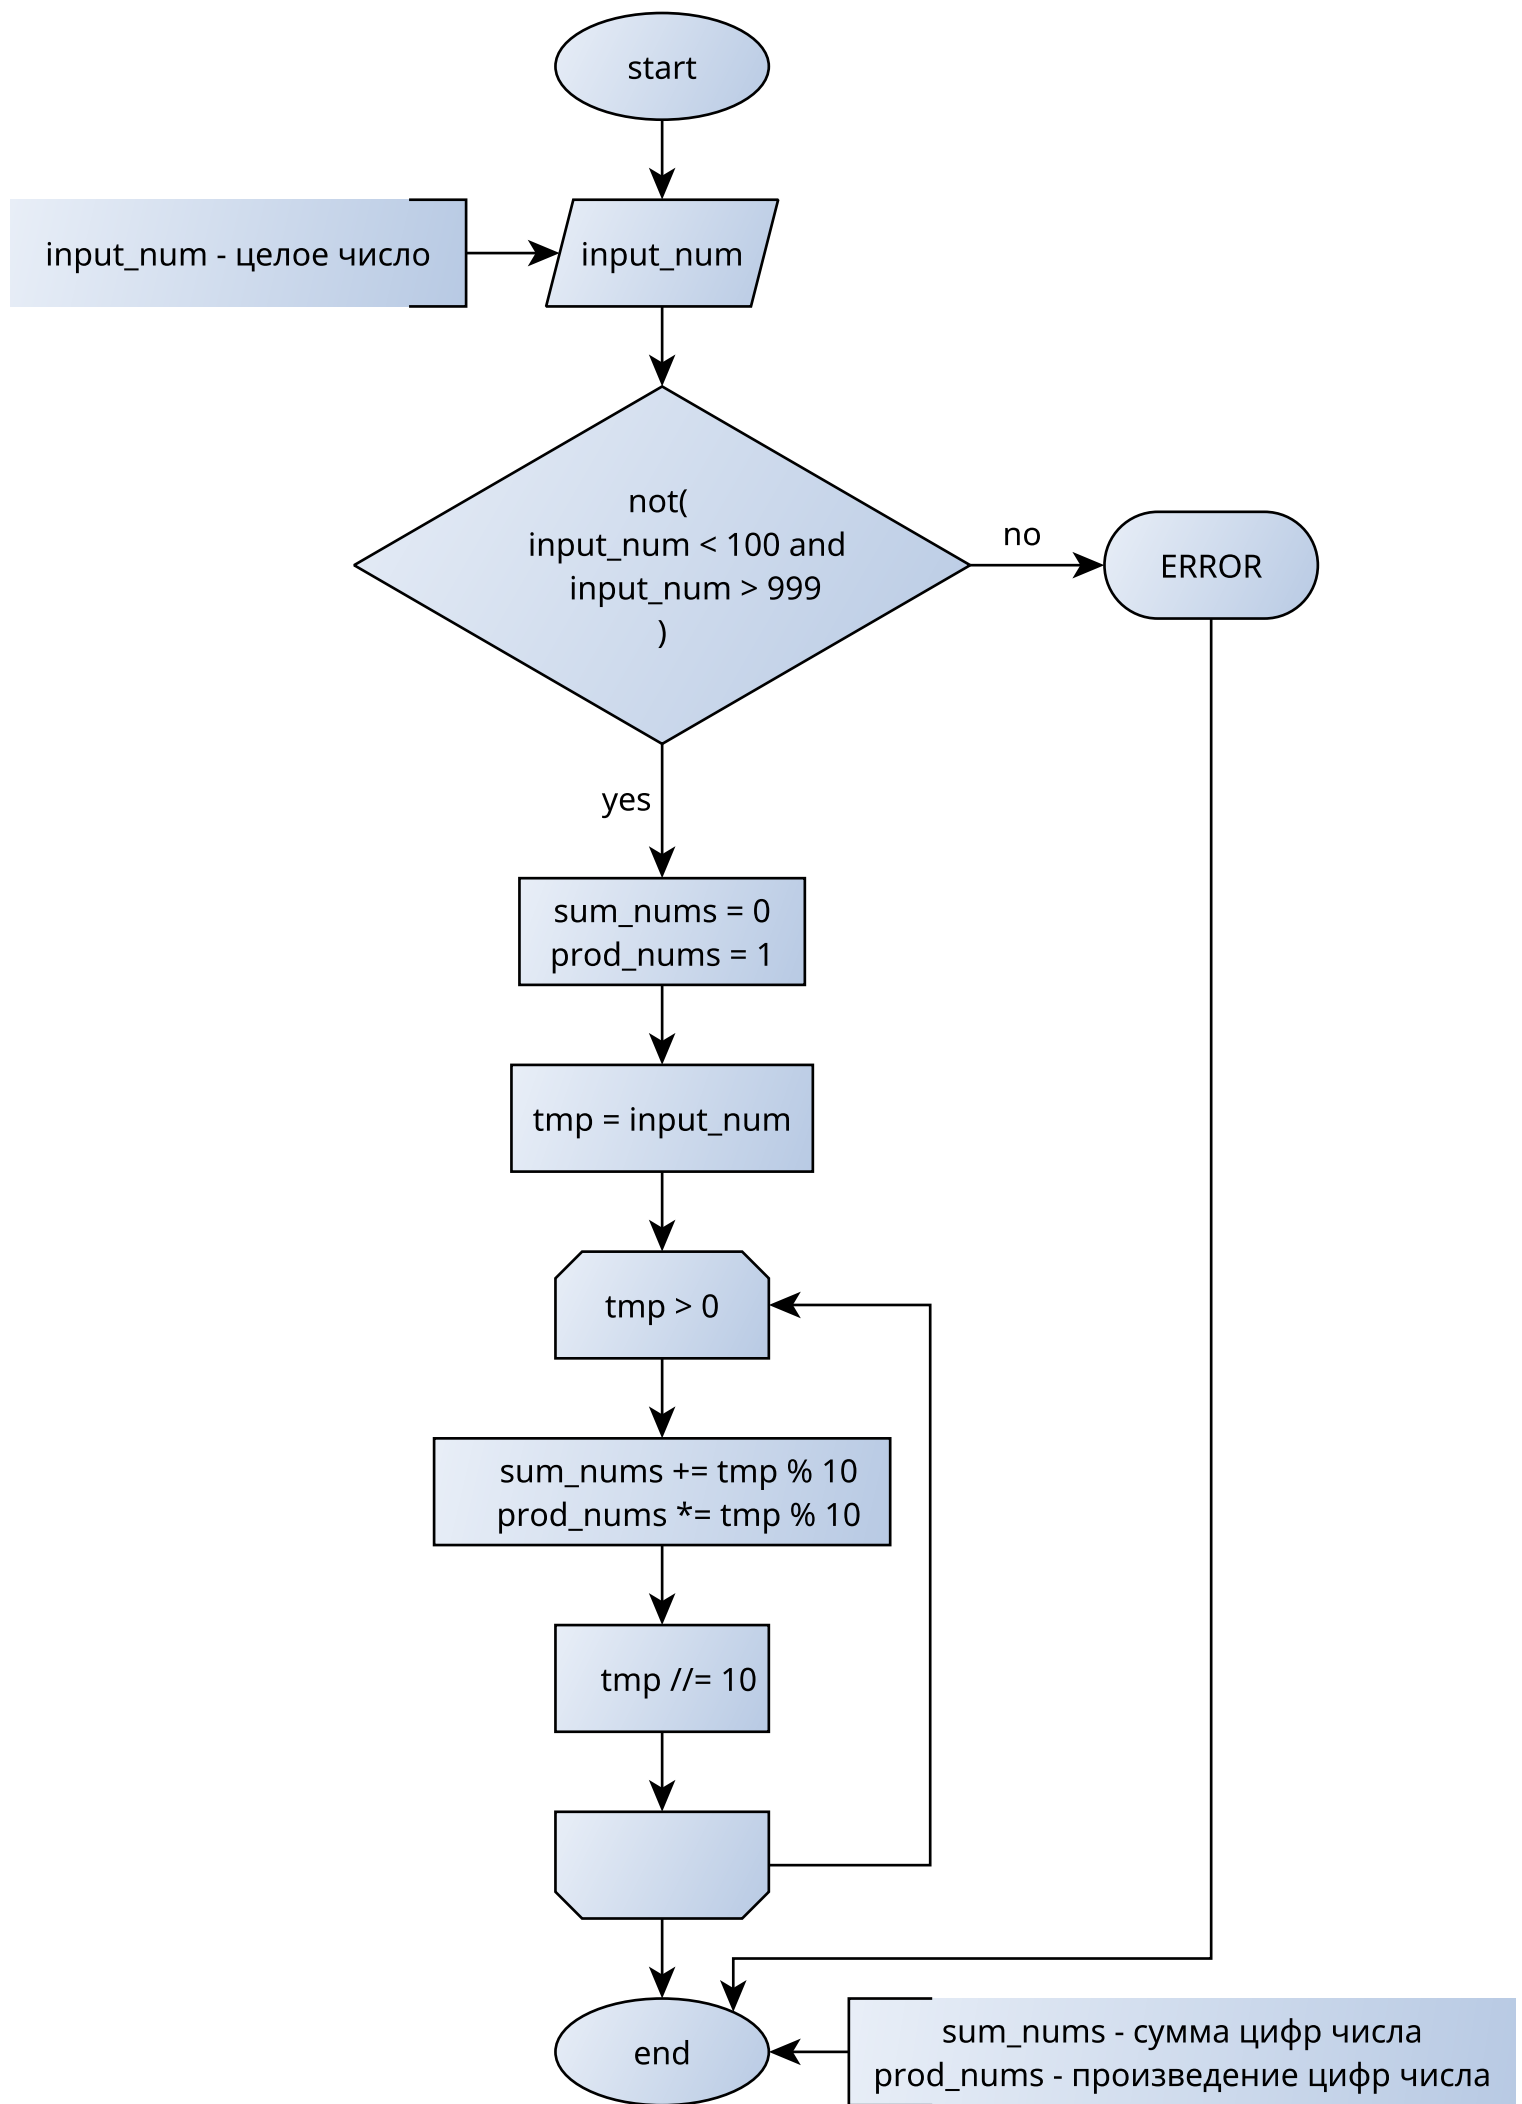 start
input_num - целое число
input_num
not(
input_num < 100 and
input_num > 999
)
no
ERROR
yes
sum_nums = 0
prod_nums = 1
tmp = input_num
tmp > 0
sum_nums += tmp % 10
prod_nums *= tmp % 10
tmp //= 10
end
sum_nums - сумма цифр числа
prod_nums - произведение цифр числа